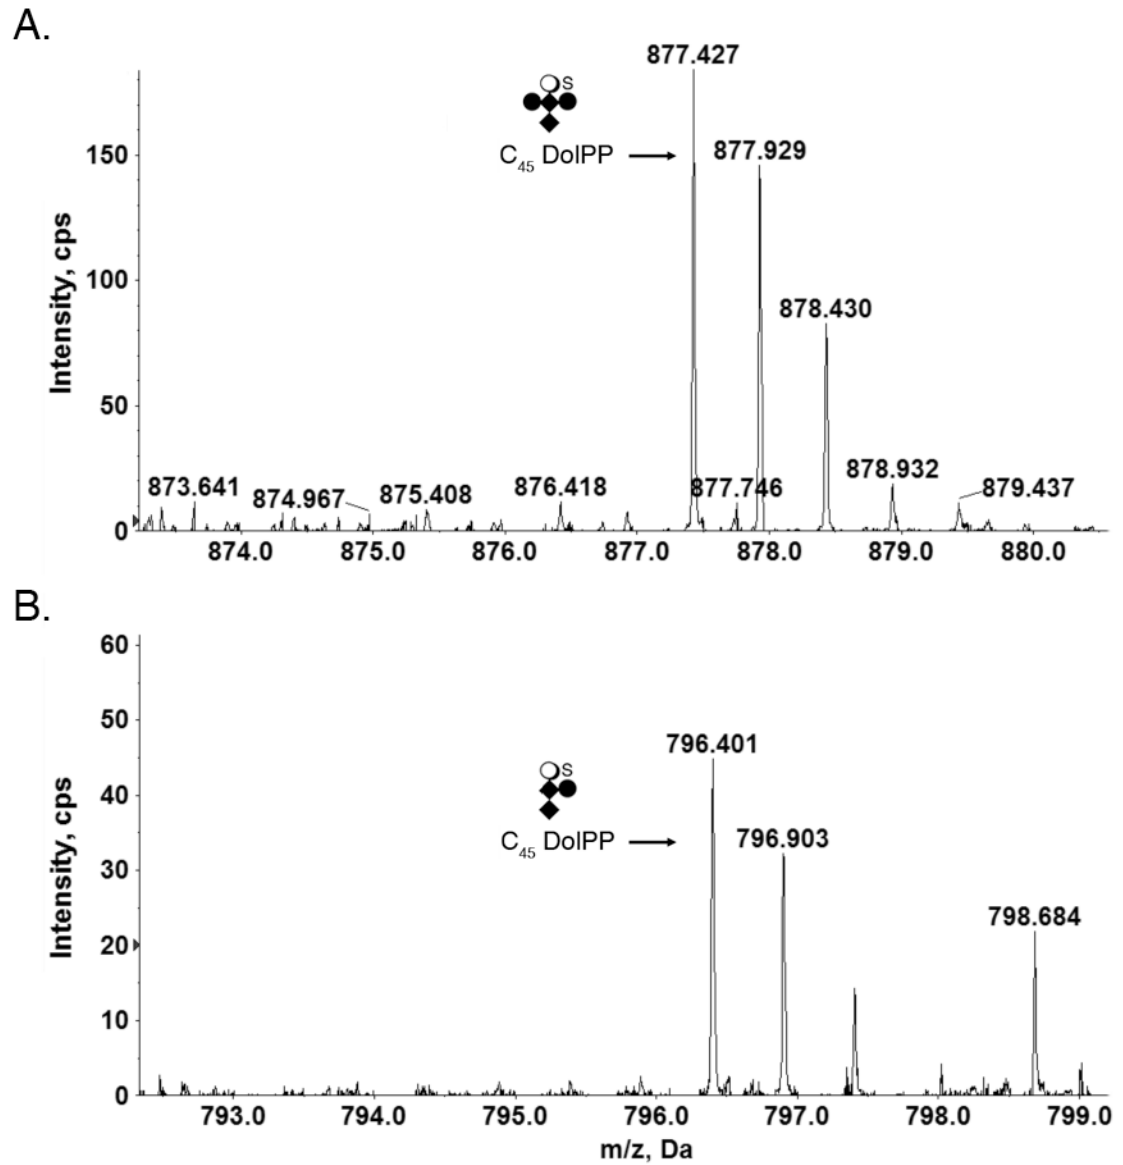 A.
877.427
S
C₄₅ DolPP
877.929
878.430
878.932
879.437
877.746
876.418
875.408
874.967
873.641
Intensity, cps
150
100
50
0
874.0 875.0 876.0 877.0 878.0 879.0 880.0
B.
796.401
S
C₄₅ DolPP
796.903
798.684
Intensity, cps
60
50
40
30
20
10
0
793.0 794.0 795.0 796.0 797.0 798.0 799.0
m/z, Da